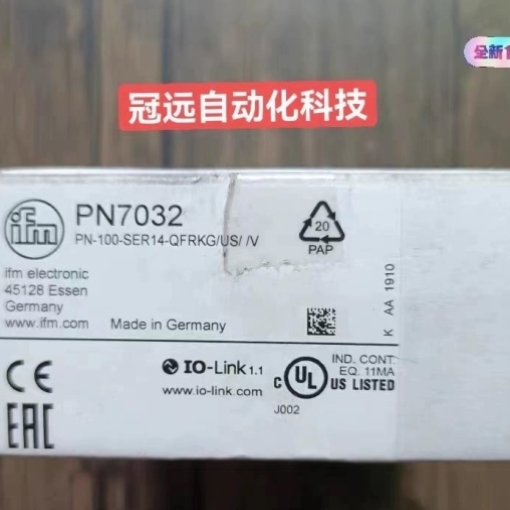 全新
冠远自动化科技
ifm
PN7032
PN-100-SER14-QFRKG/US/ /V
20
PAP
ifm electronic
45128 Essen
Germany
www.ifm.com
Made in Germany
K AA 1910
CE
IO-Link 1.1
www.io-link.com
C UL US LISTED
IND. CONT.
EQ. 11MA
J002
EAC